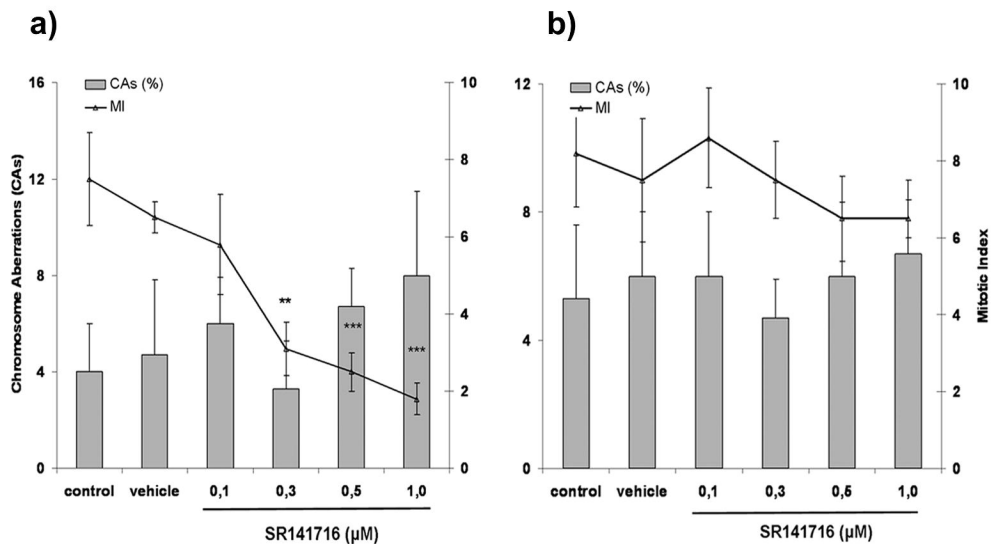 a)
16
12
8
4
0
Chromosome Aberrations (CAs)
CAs (%)
MI
10
8
6
4
2
0
**
***
***
control vehicle 0,1 0,3 0,5 1,0
SR141716 (µM)
b)
12
8
4
0
CAs (%)
MI
10
8
6
4
2
0
Mitotic Index
control vehicle 0,1 0,3 0,5 1,0
SR141716 (µM)